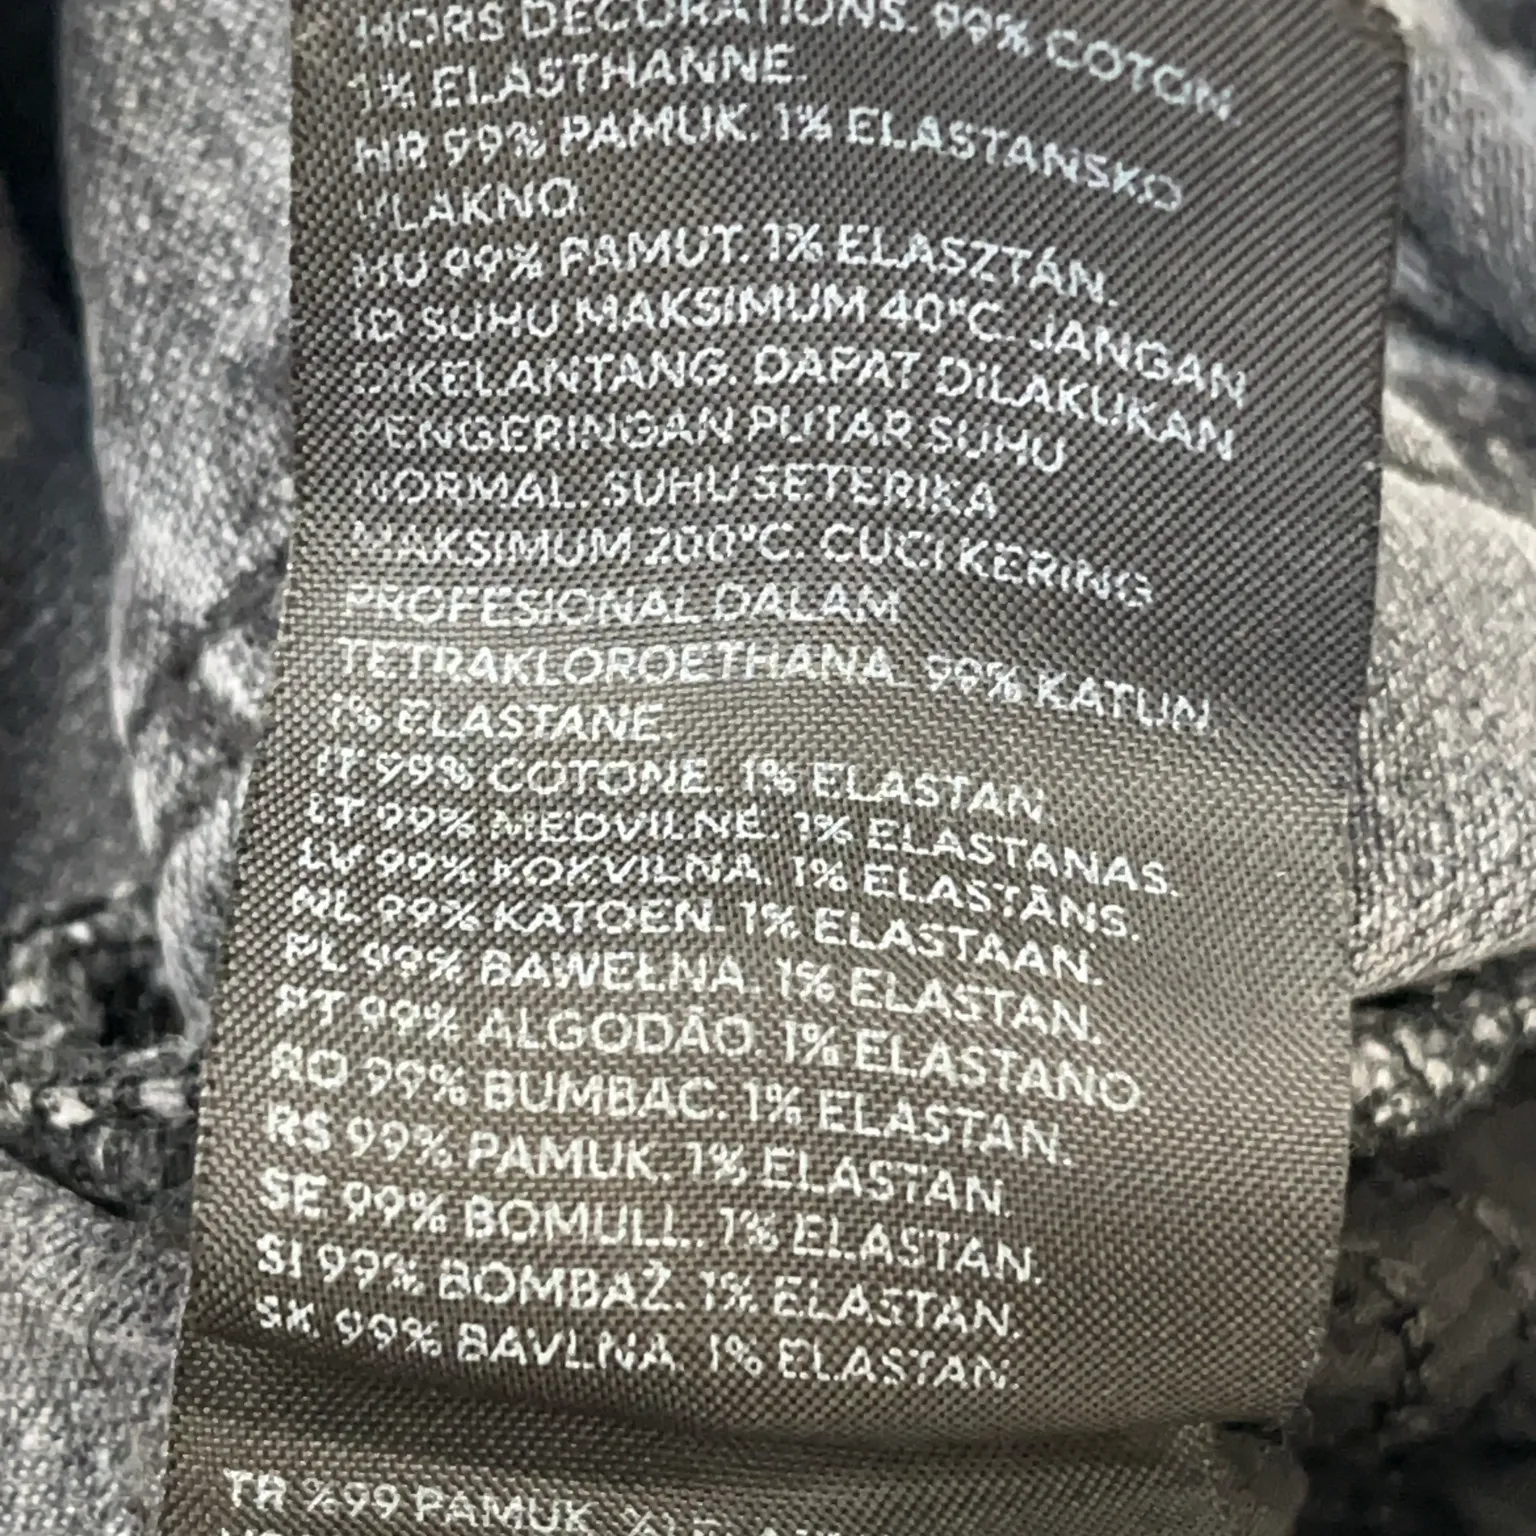 HORS DECORATIONS. 99% COTON.
1% ELASTHANNE.
HR 99% PAMUK. 1% ELASTANSKO
VLAKNO.
HU 99% PAMUT. 1% ELASZTÁN.
ID SUHU MAKSIMUM 40°C. JANGAN
DIKELANTANG. DAPAT DILAKUKAN
PENGERINGAN PUTAR SUHU
NORMAL. SUHU SETERIKA
MAKSIMUM 200°C. CUCI KERING
PROFESIONAL DALAM
TETRAKLOROETHANA. 99% KATUN.
1% ELASTANE.
IT 99% COTONE. 1% ELASTAN.
LT 99% MEDVILNĖ. 1% ELASTANAS.
LV 99% KOKVILNA. 1% ELASTĀNS.
NL 99% KATOEN. 1% ELASTAAN.
PL 99% BAWEŁNA. 1% ELASTAN.
PT 99% ALGODÃO. 1% ELASTANO.
RO 99% BUMBAC. 1% ELASTAN.
RS 99% PAMUK. 1% ELASTAN.
SE 99% BOMULL. 1% ELASTAN.
SI 99% BOMBAŽ. 1% ELASTAN.
SK 99% BAVLNA. 1% ELASTAN.
TR %99 PAMUK